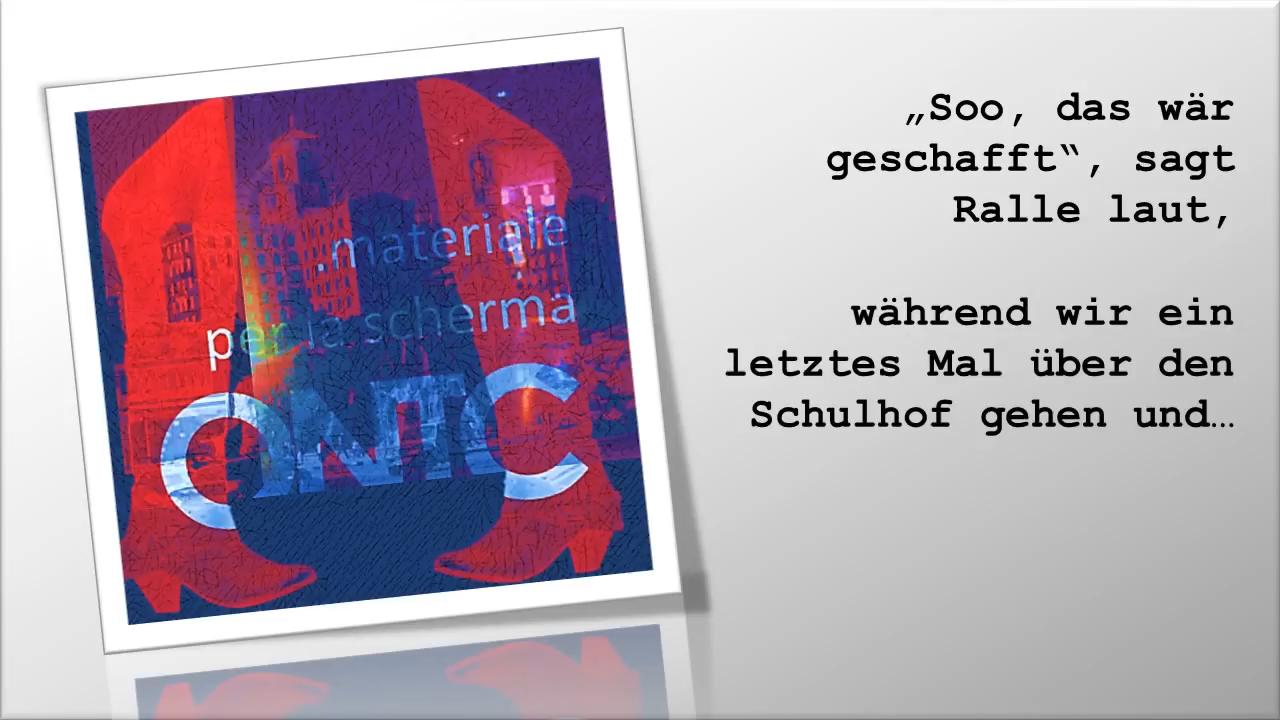 .materiale
per la scherma
„Soo, das wär
geschafft“, sagt
Ralle laut,
während wir ein
letztes Mal über den
Schulhof gehen und…